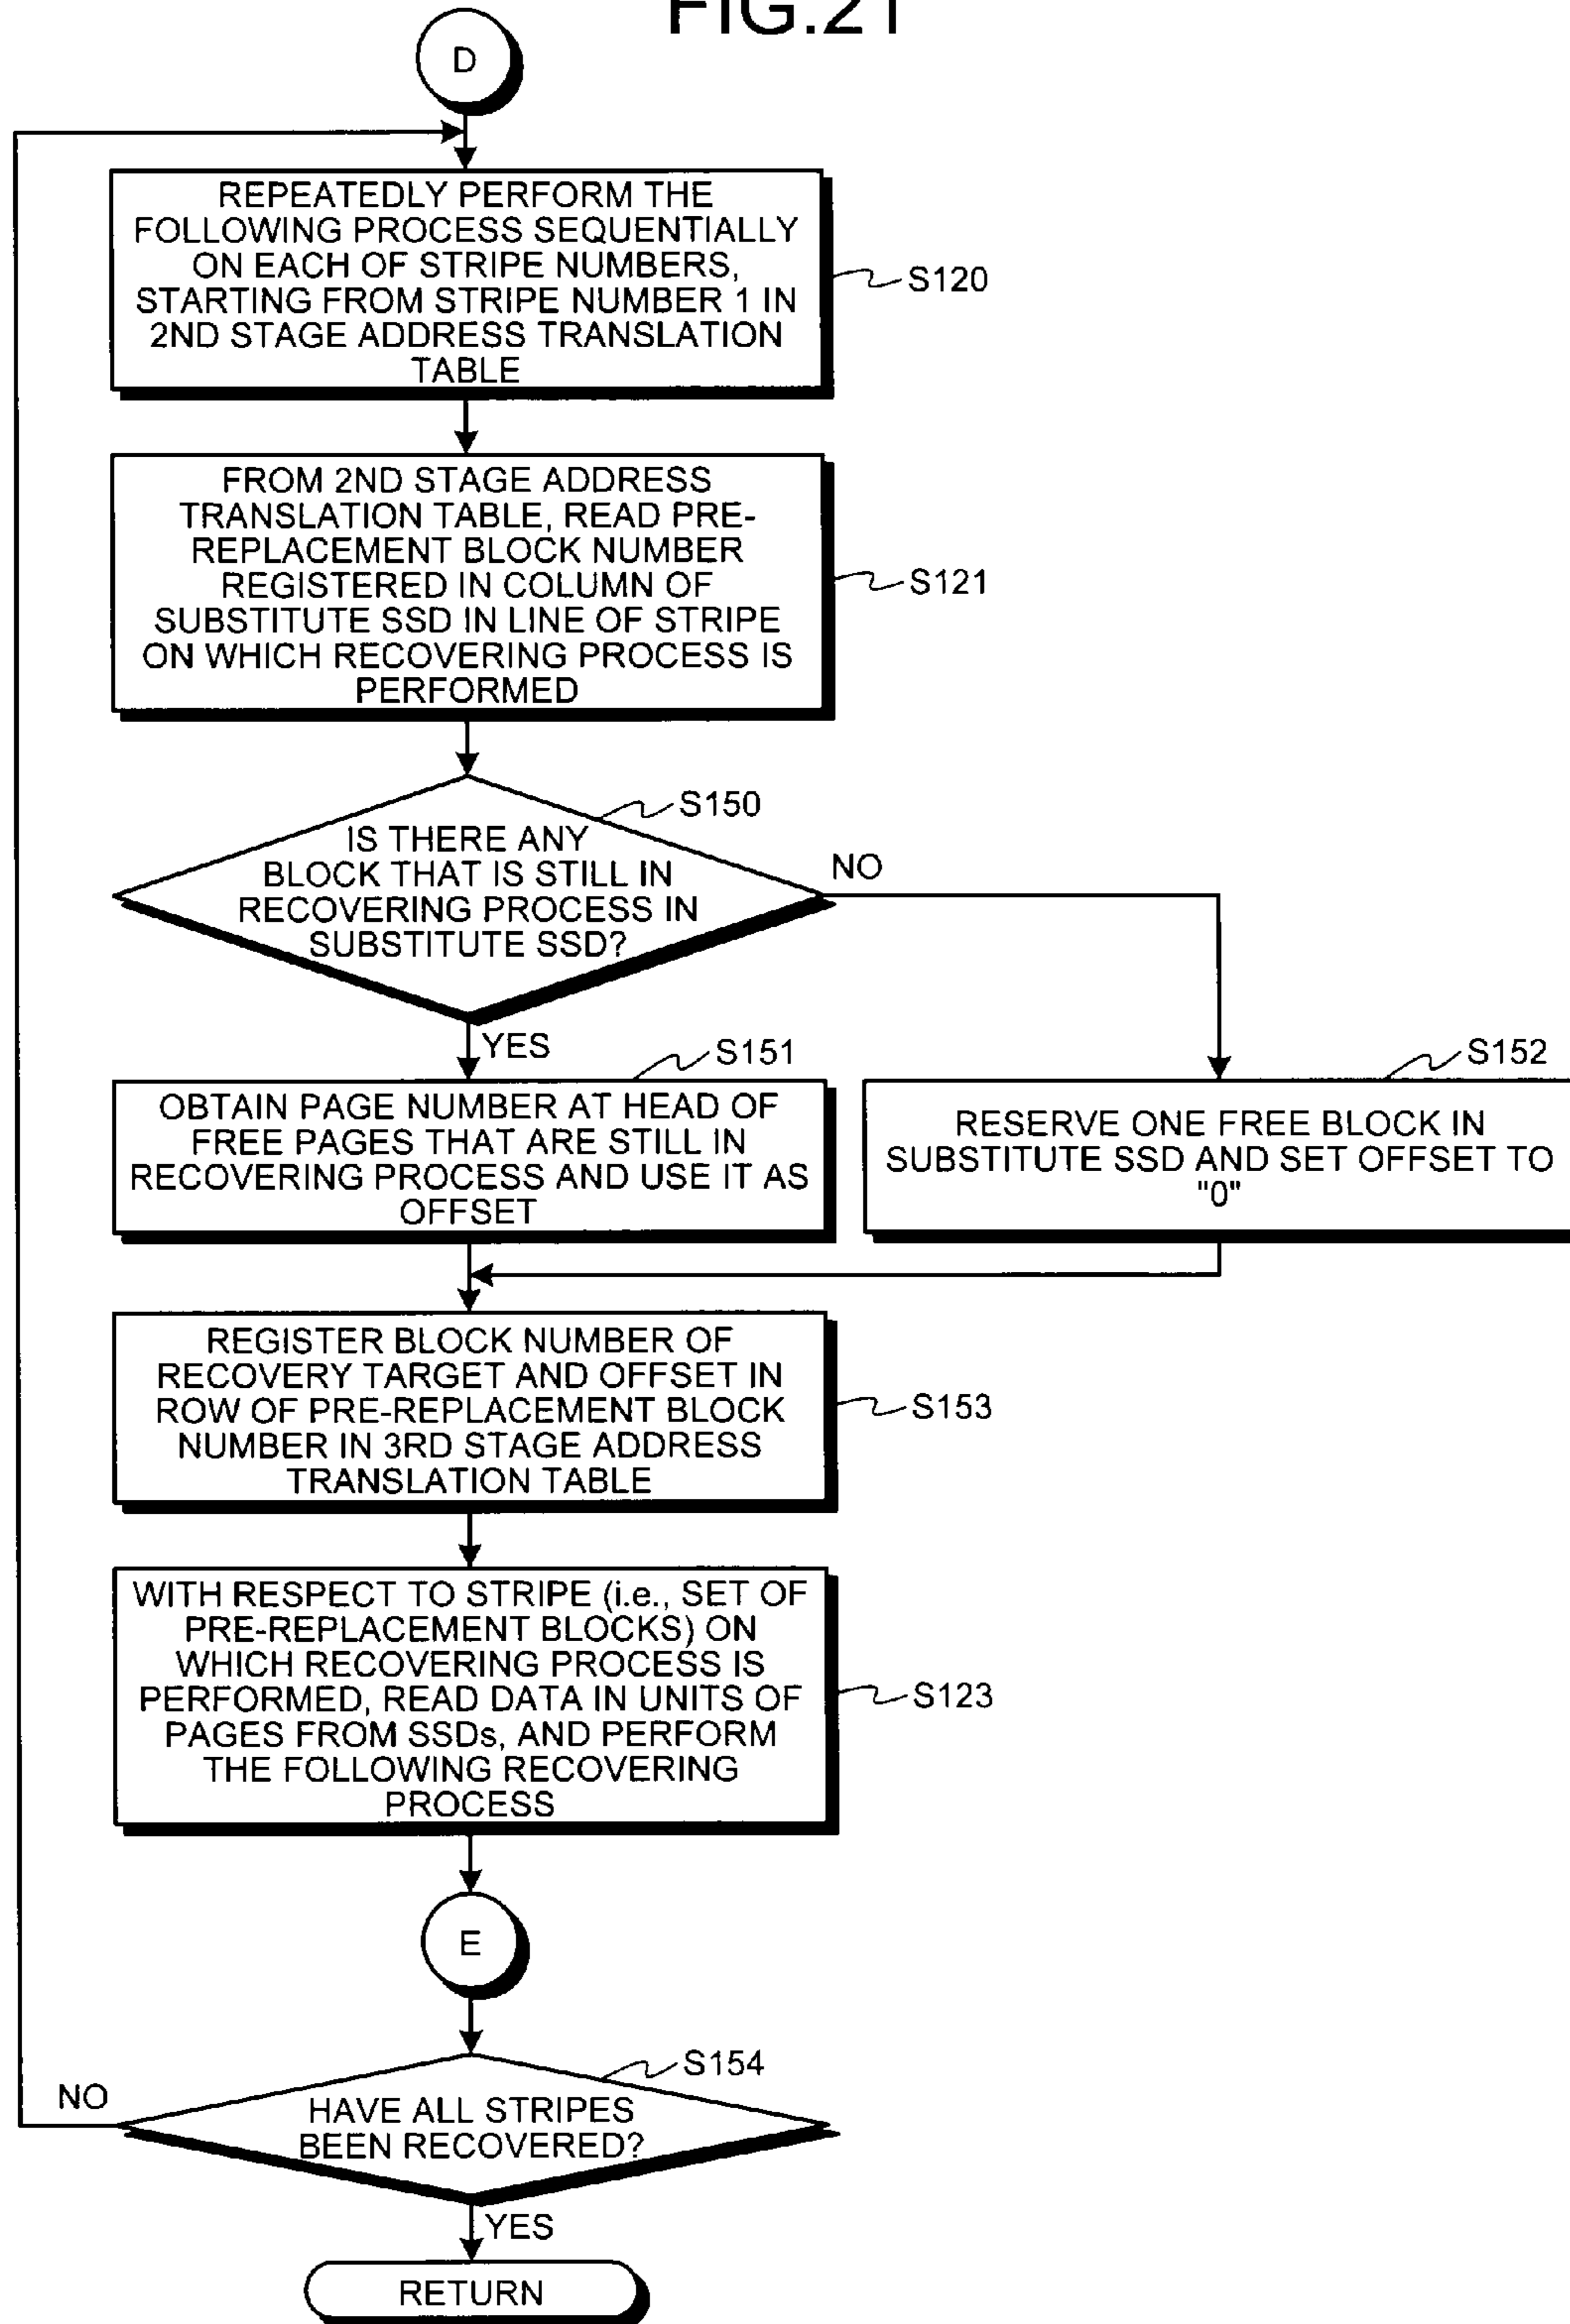 FIG.21
D
REPEATEDLY PERFORM THE
FOLLOWING PROCESS SEQUENTIALLY
ON EACH OF STRIPE NUMBERS,
STARTING FROM STRIPE NUMBER 1 IN
2ND STAGE ADDRESS TRANSLATION
TABLE
S120
FROM 2ND STAGE ADDRESS
TRANSLATION TABLE, READ PRE-
REPLACEMENT BLOCK NUMBER
REGISTERED IN COLUMN OF
SUBSTITUTE SSD IN LINE OF STRIPE
ON WHICH RECOVERING PROCESS IS
PERFORMED
S121
S150
IS THERE ANY
BLOCK THAT IS STILL IN
RECOVERING PROCESS IN
SUBSTITUTE SSD?
NO
YES
S151
OBTAIN PAGE NUMBER AT HEAD OF
FREE PAGES THAT ARE STILL IN
RECOVERING PROCESS AND USE IT AS
OFFSET
S152
RESERVE ONE FREE BLOCK IN
SUBSTITUTE SSD AND SET OFFSET TO
"0"
REGISTER BLOCK NUMBER OF
RECOVERY TARGET AND OFFSET IN
ROW OF PRE-REPLACEMENT BLOCK
NUMBER IN 3RD STAGE ADDRESS
TRANSLATION TABLE
S153
WITH RESPECT TO STRIPE (i.e., SET OF
PRE-REPLACEMENT BLOCKS) ON
WHICH RECOVERING PROCESS IS
PERFORMED, READ DATA IN UNITS OF
PAGES FROM SSDs, AND PERFORM
THE FOLLOWING RECOVERING
PROCESS
S123
E
S154
NO
HAVE ALL STRIPES
BEEN RECOVERED?
YES
RETURN